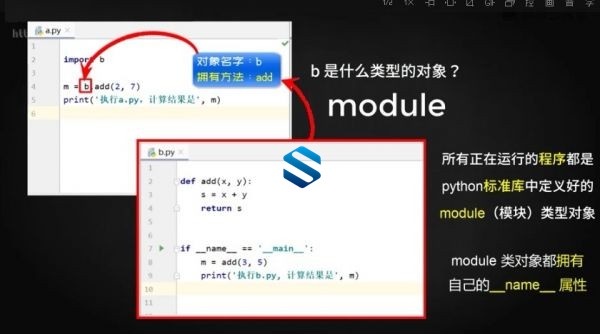 1/2
1X
htt
a.py
1
2
3
4
5
6
import b
m = b.add(2, 7)
print('执行a.py，计算结果是', m)
对象名字：b
拥有方法：add
b 是什么类型的对象？
module
b.py
1
2
3
4
5
6
7
8
9
10
def add(x, y):
s = x + y
return s
if __name__ == '__main__':
m = add(3, 5)
print('执行b.py, 计算结果是', m)
所有正在运行的程序都是
python标准库中定义好的
module（模块）类型对象
module 类对象都拥有
自己的__name__ 属性